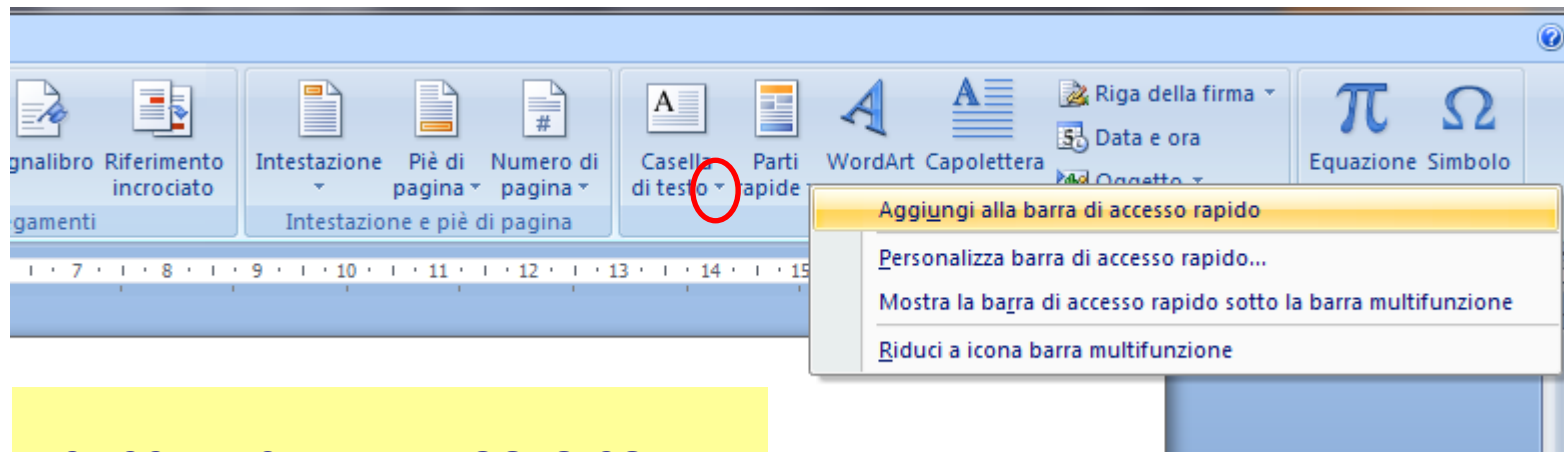 Riga della firma
Data e ora
gnalibro Riferimento incrociato
Intestazione
Piè di pagina
Numero di pagina
#
A
Casella di testo
Parti rapide
A
WordArt
A
Capolettera
Oggetto
π
Equazione
Ω
Simbolo
gamenti
Intestazione e piè di pagina
Aggiungi alla barra di accesso rapido
Personalizza barra di accesso rapido...
Mostra la barra di accesso rapido sotto la barra multifunzione
Riduci a icona barra multifunzione
7 8 9 10 11 12 13 14 15